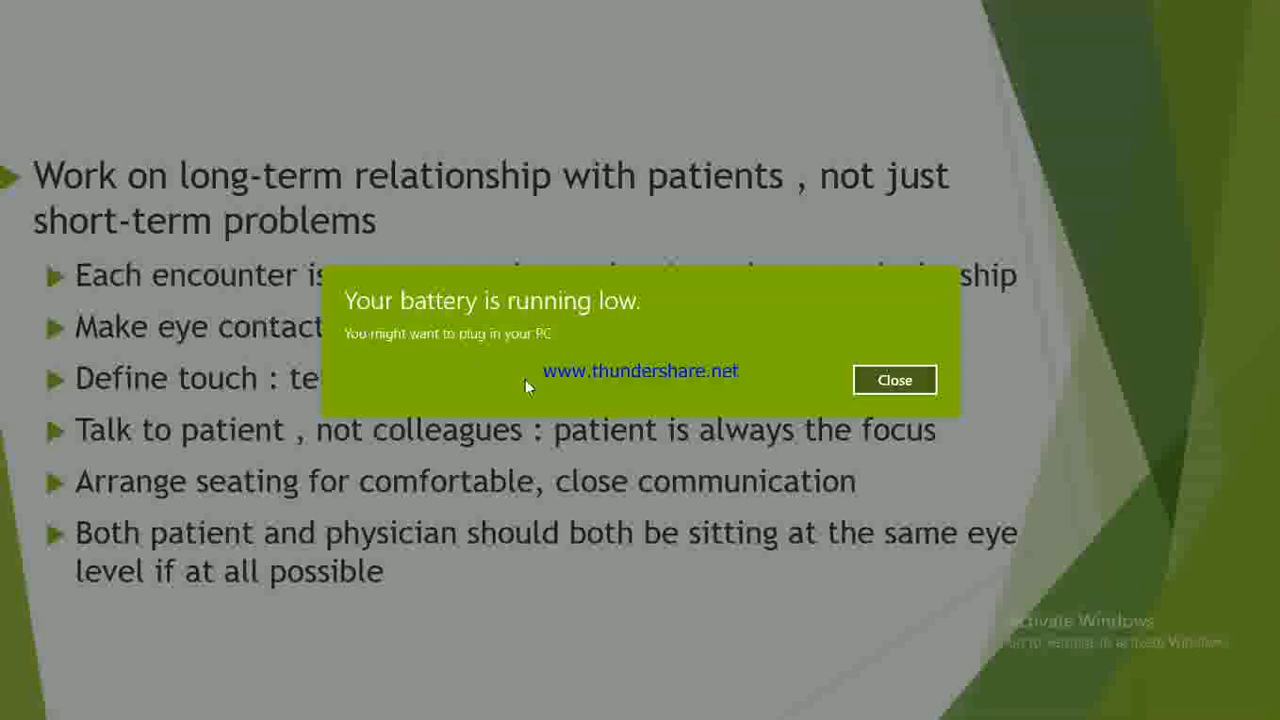 Work on long-term relationship with patients , not just
short-term problems
Each encounter is
ship
Your battery is running low.
Make eye contact
You might want to plug in your PC.
www.thundershare.net
Define touch : te
Close
Talk to patient , not colleagues : patient is always the focus
Arrange seating for comfortable, close communication
Both patient and physician should both be sitting at the same eye
level if at all possible
Activate Windows
to activate Windows.